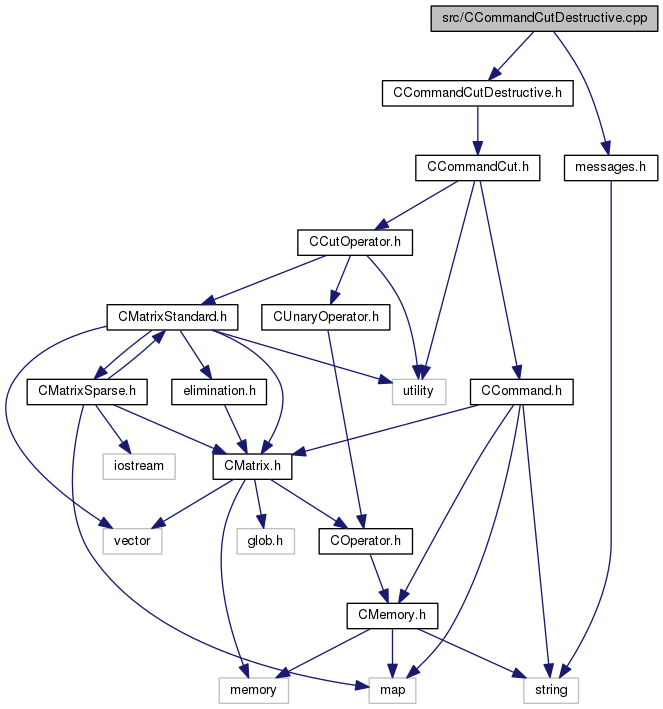 src/CCommandCutDestructive.cpp
CCommandCutDestructive.h
CCommandCut.h
messages.h
CCutOperator.h
CMatrixStandard.h
CUnaryOperator.h
CMatrixSparse.h
elimination.h
utility
CCommand.h
iostream
CMatrix.h
vector
glob.h
COperator.h
CMemory.h
memory
map
string